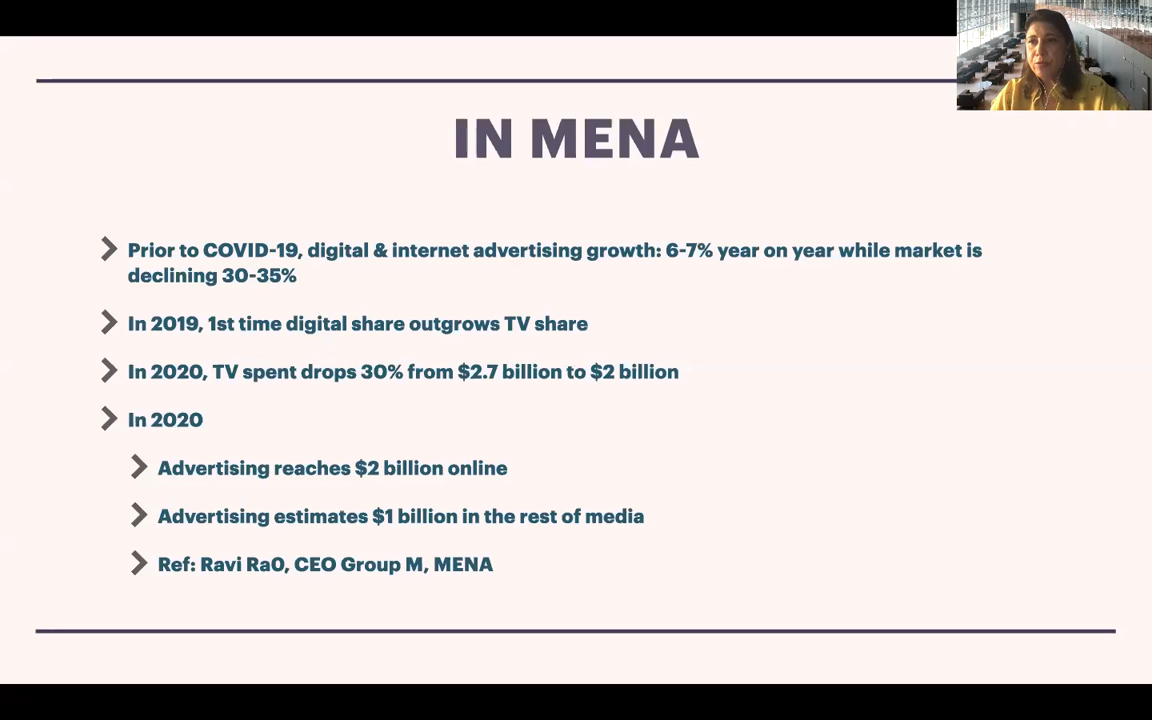 IN MENA
Prior to COVID-19, digital & internet advertising growth: 6-7% year on year while market is
declining 30-35%
In 2019, 1st time digital share outgrows TV share
In 2020, TV spent drops 30% from $2.7 billion to $2 billion
In 2020
Advertising reaches $2 billion online
Advertising estimates $1 billion in the rest of media
Ref: Ravi Ra0, CEO Group M, MENA